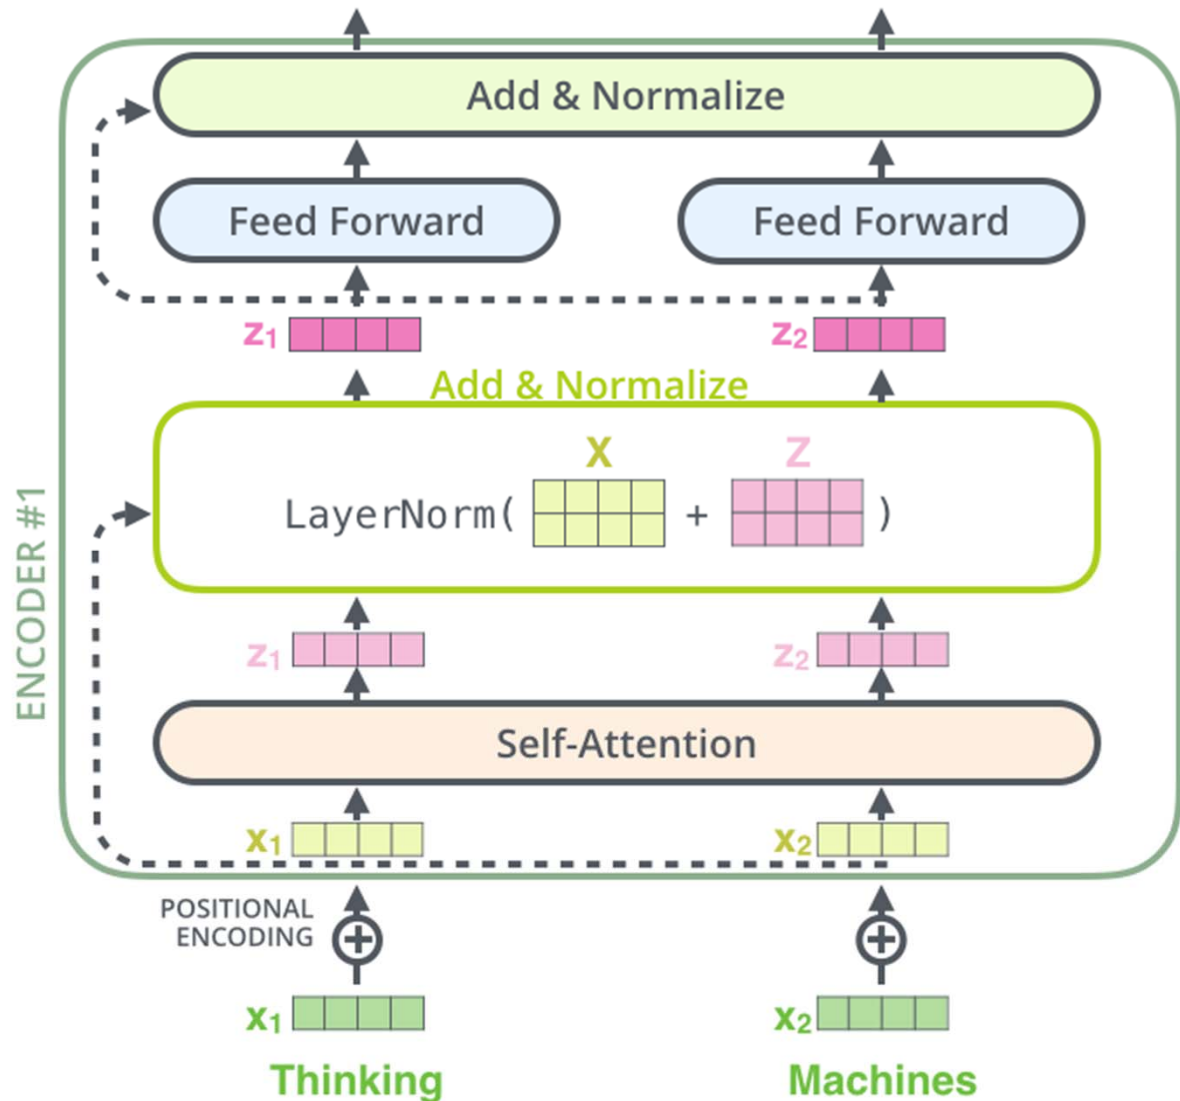 Add & Normalize
Feed Forward
Feed Forward
z1
z2
Add & Normalize
X
Z
LayerNorm(
+
)
ENCODER #1
z1
z2
Self-Attention
x1
x2
POSITIONAL
ENCODING
x1
x2
Thinking
Machines